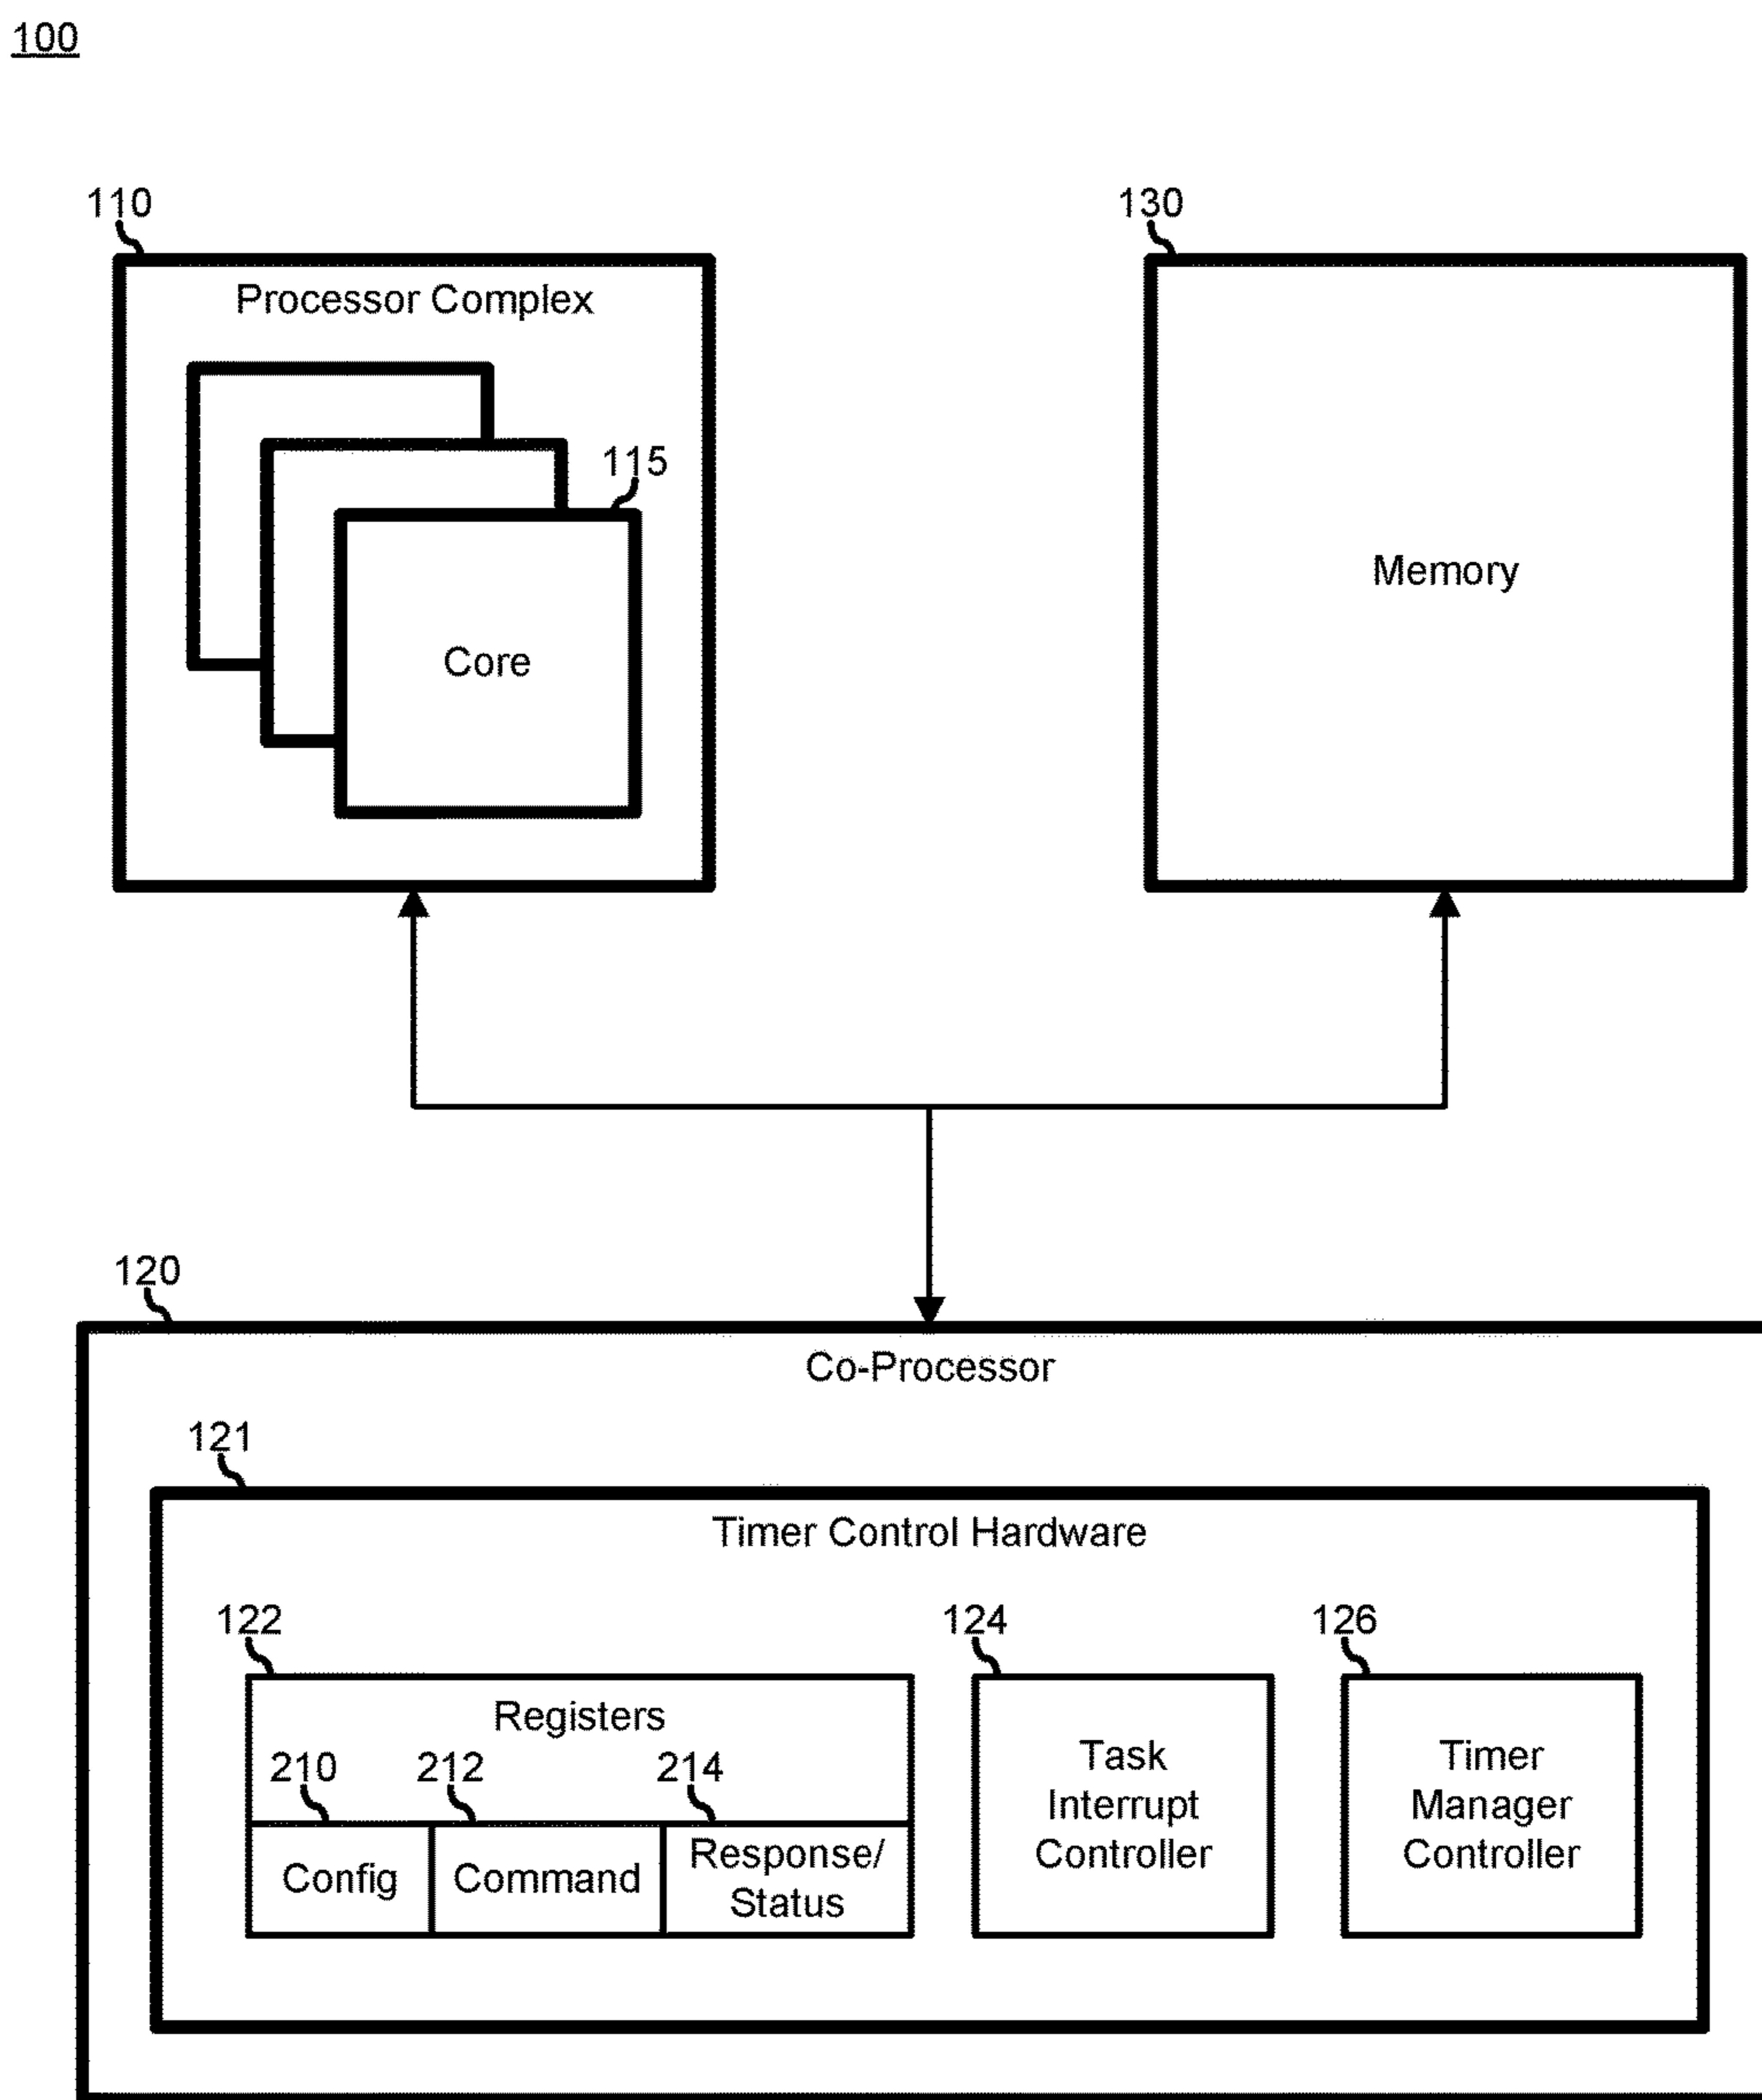 100
110
130
Processor Complex
115
Core
Memory
120
Co-Processor
121
Timer Control Hardware
122
124
126
Registers
210
212
214
Config
Command
Response/
Status
Task
Interrupt
Controller
Timer
Manager
Controller